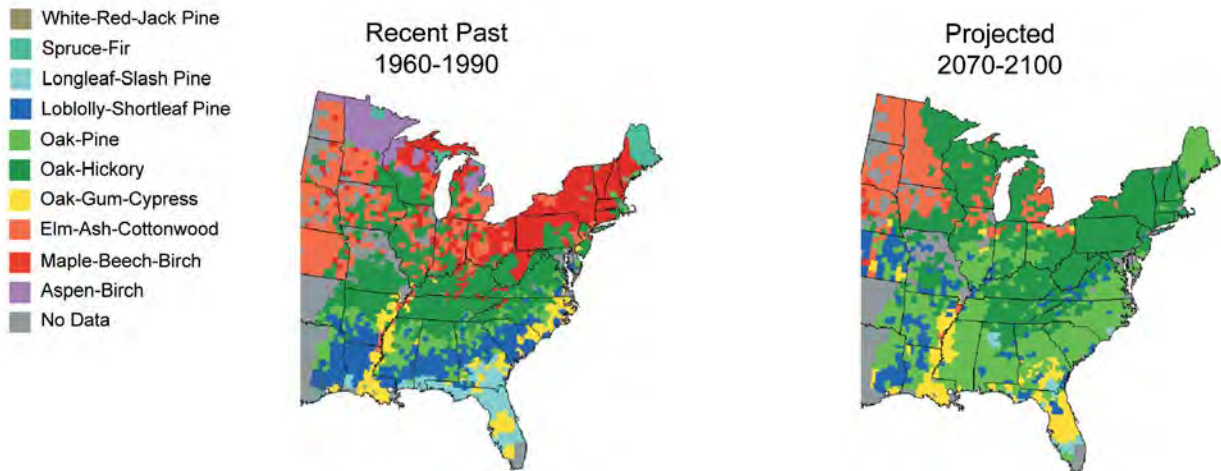 White-Red-Jack Pine
Spruce-Fir
Longleaf-Slash Pine
Loblolly-Shortleaf Pine
Oak-Pine
Oak-Hickory
Oak-Gum-Cypress
Elm-Ash-Cottonwood
Maple-Beech-Birch
Aspen-Birch
No Data
Recent Past
1960-1990
Projected
2070-2100